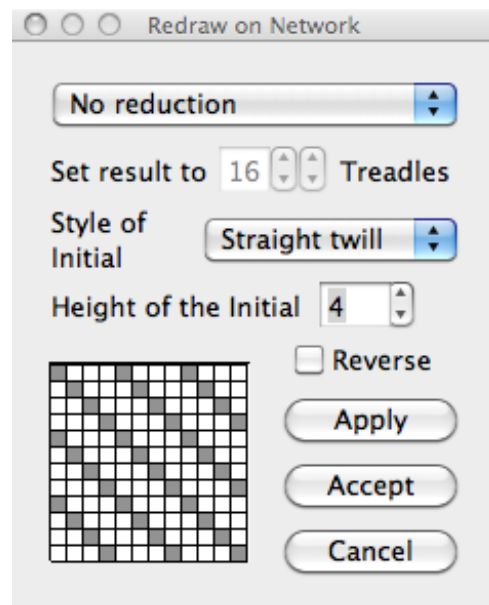 Redraw on Network
No reduction
Set result to 16 Treadles
Style of
Initial
Straight twill
Height of the Initial 4
Reverse
Apply
Accept
Cancel